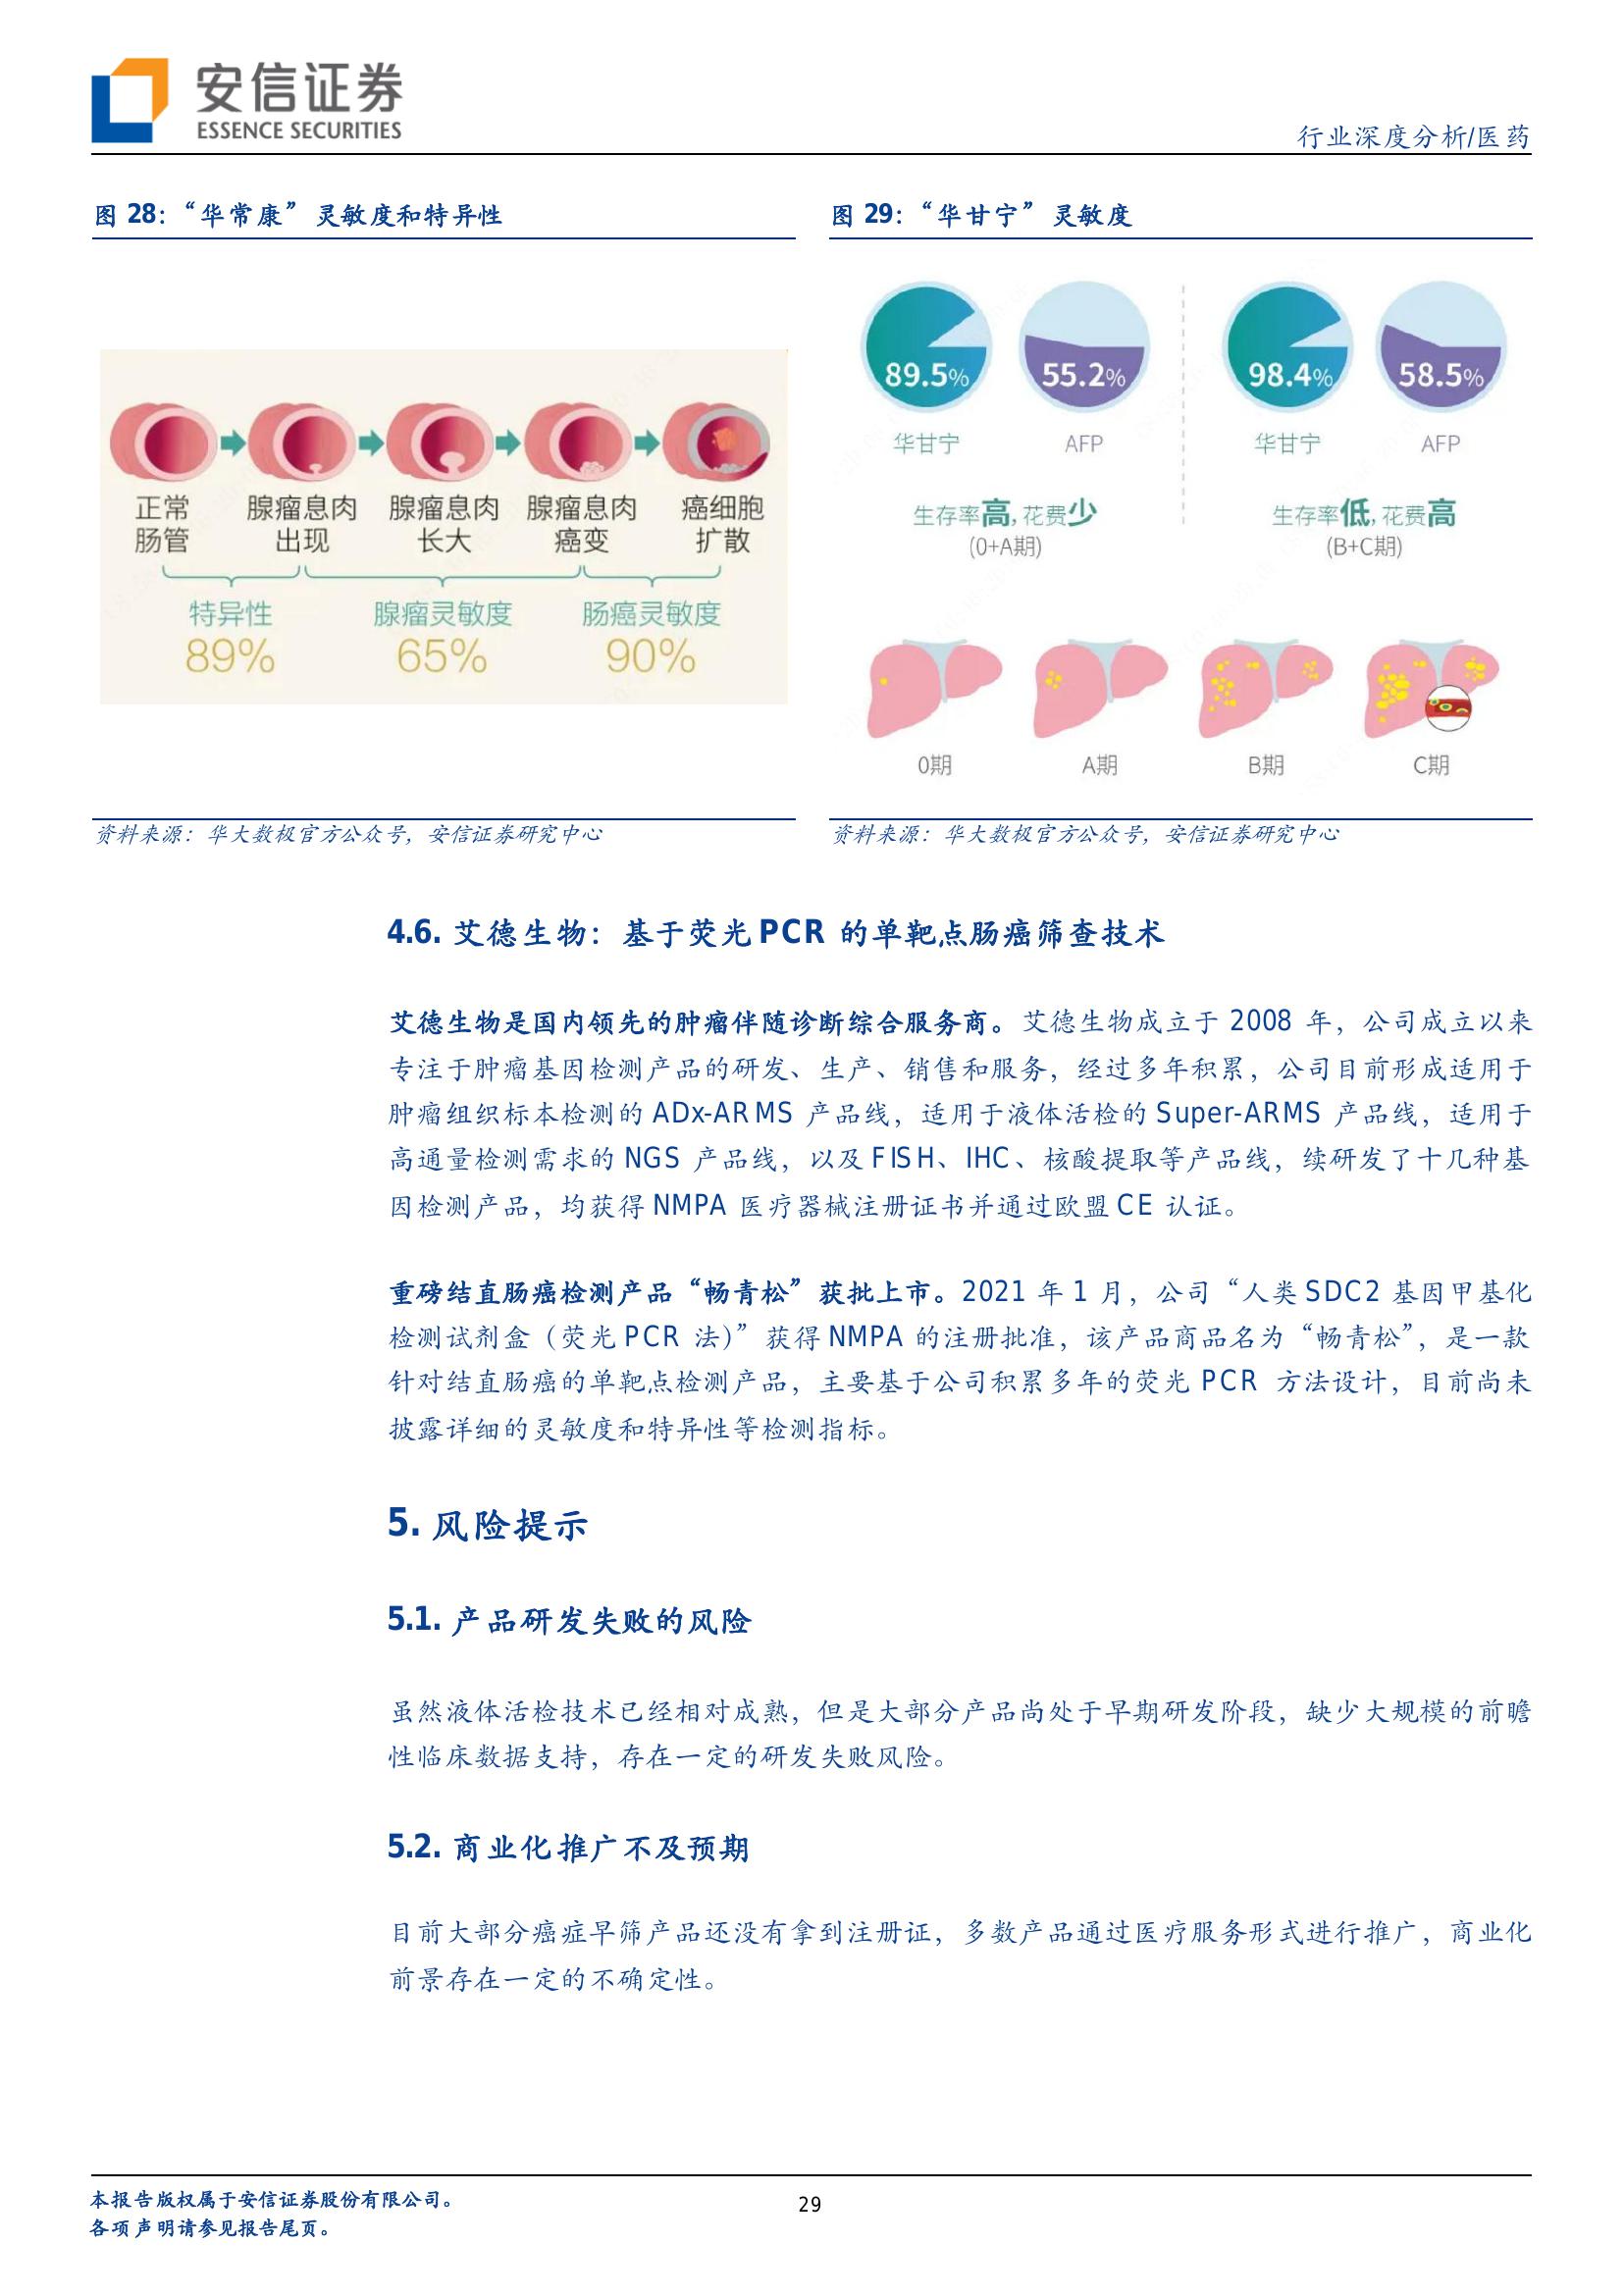 安信证券
ESSENCE SECURITIES
行业深度分析/医药
图 28：“华常康”灵敏度和特异性
正常
肠管
腺瘤息肉
出现
腺瘤息肉
长大
腺瘤息肉
癌变
癌细胞
扩散
特异性
89%
腺瘤灵敏度
65%
肠癌灵敏度
90%
资料来源：华大数极官方公众号，安信证券研究中心
图 29：“华甘宁”灵敏度
89.5%
55.2%
98.4%
58.5%
华甘宁
AFP
华甘宁
AFP
生存率高，花费少
(0+A期)
生存率低，花费高
(B+C期)
0期
A期
B期
C期
资料来源：华大数极官方公众号，安信证券研究中心
4.6. 艾德生物：基于荧光 PCR 的单靶点肠癌筛查技术
艾德生物是国内领先的肿瘤伴随诊断综合服务商。艾德生物成立于 2008 年，公司成立以来
专注于肿瘤基因检测产品的研发、生产、销售和服务，经过多年积累，公司目前形成适用于
肿瘤组织标本检测的 ADx-ARMS 产品线，适用于液体活检的 Super-ARMS 产品线，适用于
高通量检测需求的 NGS 产品线，以及 FISH、IHC、核酸提取等产品线，续研发了十几种基
因检测产品，均获得 NMPA 医疗器械注册证书并通过欧盟 CE 认证。
重磅结直肠癌检测产品“畅青松”获批上市。2021 年 1 月，公司“人类 SDC2 基因甲基化
检测试剂盒（荧光 PCR 法）”获得 NMPA 的注册批准，该产品商品名为“畅青松”，是一款
针对结直肠癌的单靶点检测产品，主要基于公司积累多年的荧光 PCR 方法设计，目前尚未
披露详细的灵敏度和特异性等检测指标。
5. 风险提示
5.1. 产品研发失败的风险
虽然液体活检技术已经相对成熟，但是大部分产品尚处于早期研发阶段，缺少大规模的前瞻
性临床数据支持，存在一定的研发失败风险。
5.2. 商业化推广不及预期
目前大部分癌症早筛产品还没有拿到注册证，多数产品通过医疗服务形式进行推广，商业化
前景存在一定的不确定性。
本报告版权属于安信证券股份有限公司。
各项声明请参见报告尾页。
29